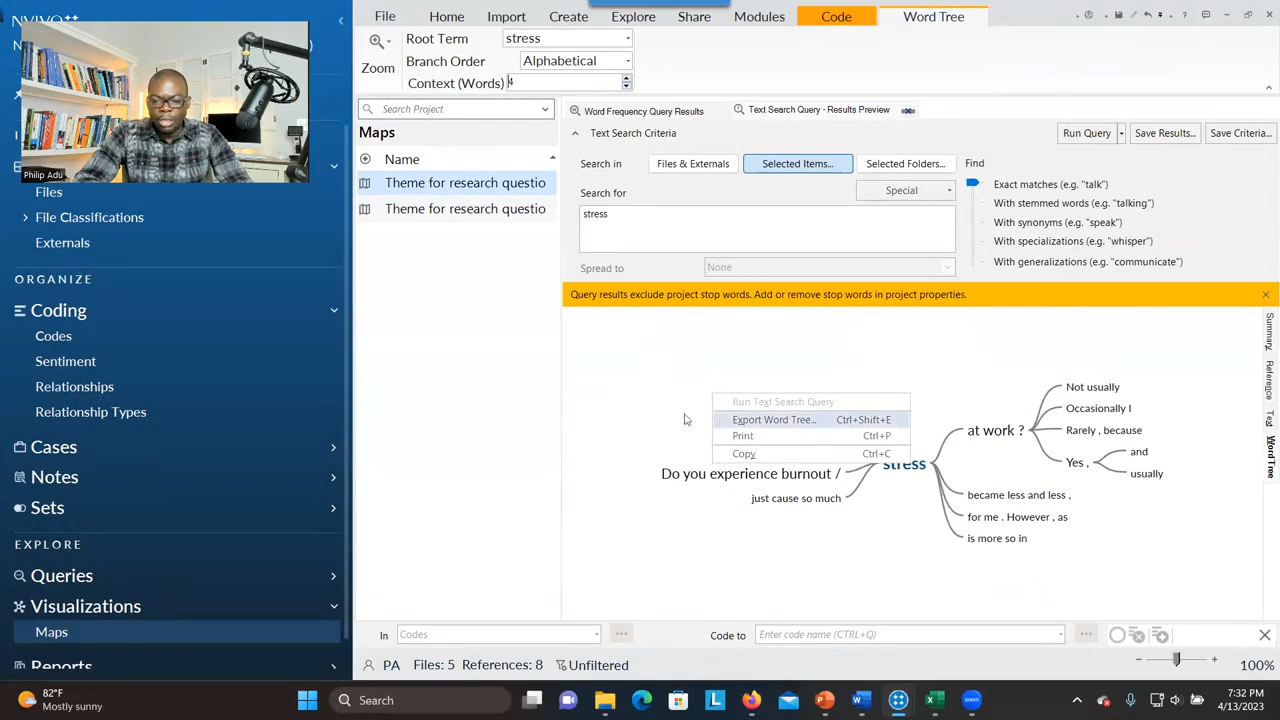 NVIVO
File
Home
Import
Create
Explore
Share
Modules
Code
Word Tree
Zoom
Root Term
stress
Branch Order
Alphabetical
Context (Words)
4
Philip Adu
Files
File Classifications
Externals
ORGANIZE
Coding
Codes
Sentiment
Relationships
Relationship Types
Cases
Notes
Sets
EXPLORE
Queries
Visualizations
Maps
Reports
Search Project
Maps
Name
Theme for research questio
Theme for research questio
Word Frequency Query Results
Text Search Query - Results Preview
Text Search Criteria
Run Query
Save Results...
Save Criteria...
Search in
Files & Externals
Selected Items...
Selected Folders...
Find
Search for
Special
stress
Exact matches (e.g. "talk")
With stemmed words (e.g. "talking")
With synonyms (e.g. "speak")
With specializations (e.g. "whisper")
With generalizations (e.g. "communicate")
Spread to
None
Query results exclude project stop words. Add or remove stop words in project properties.
Summary
Reference
Text
Word Tree
Run Text Search Query
Export Word Tree... Ctrl+Shift+E
Print Ctrl+P
Copy Ctrl+C
Do you experience burnout /
just cause so much
stress
at work ?
Not usually
Occasionally I
Rarely , because
Yes ,
and
usually
became less and less ,
for me . However , as
is more so in
In
Codes
Code to
Enter code name (CTRL+Q)
PA
Files: 5
References: 8
Unfiltered
100%
82°F
Mostly sunny
Search
7:32 PM
4/13/2023